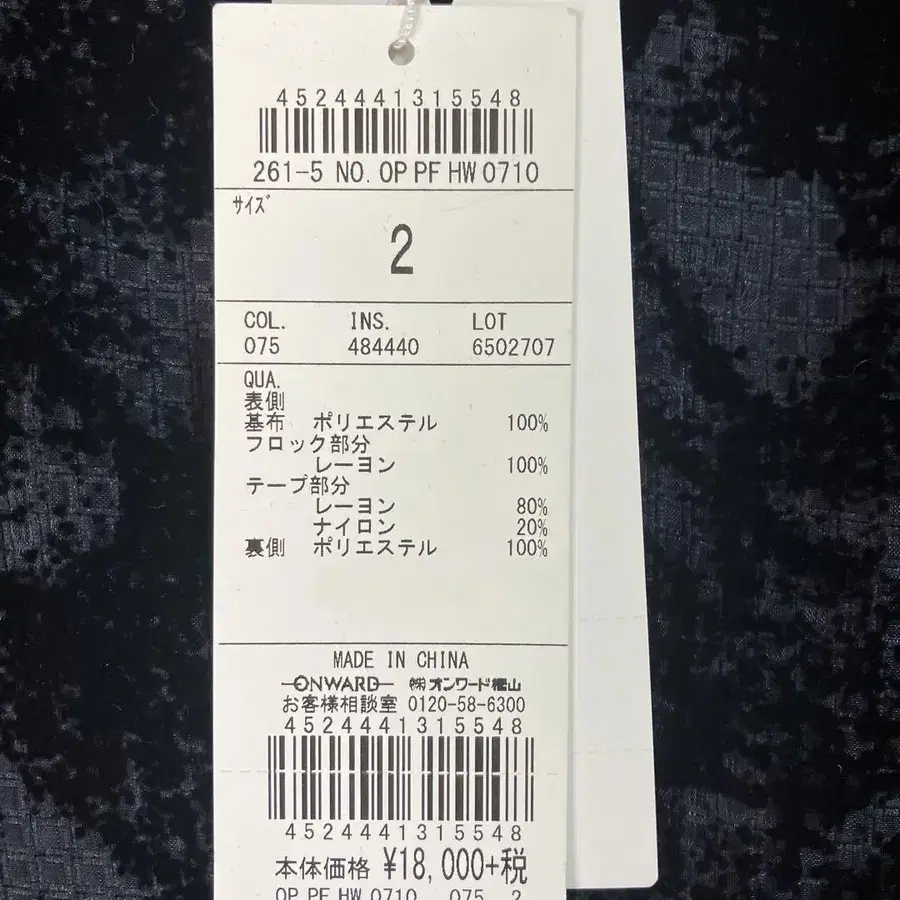 4524441315548
261-5 NO. OP PF HW 0710
サイズ
2
COL. INS. LOT
075 484440 6502707
QUA.
表側
基布 ポリエステル 100%
フロック部分
レーヨン 100%
テープ部分
レーヨン 80%
ナイロン 20%
裏側 ポリエステル 100%
MADE IN CHINA
ONWARD ㈱オンワード樫山
お客様相談室 0120-58-6300
4524441315548
4524441315548
本体価格 ¥18,000+税
OP PF HW 0710 075 2